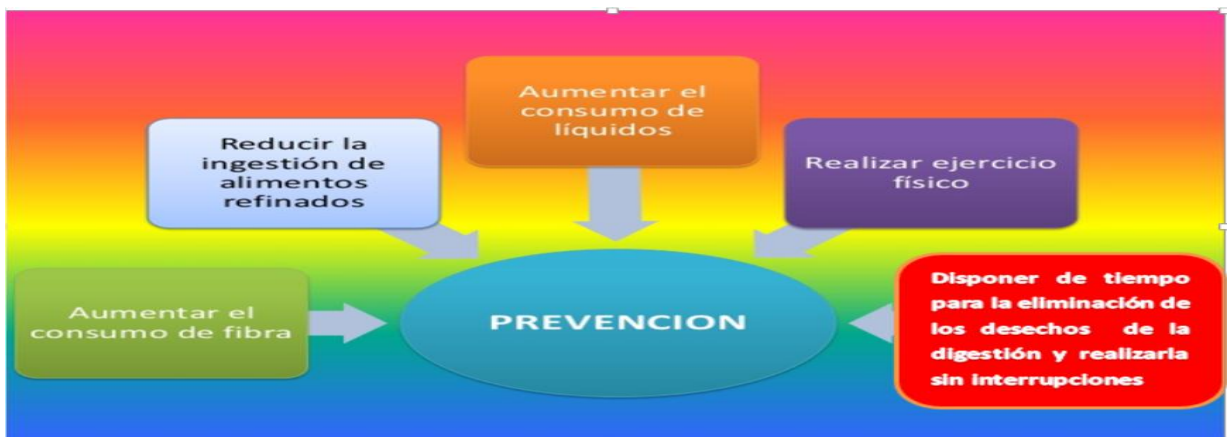 Aumentar el
consumo de
líquidos
Reducir la
ingestión de
alimentos
refinados
Realizar ejercicio
físico
Aumentar el
consumo de fibra
PREVENCION
Disponer de tiempo
para la eliminación de
los desechos de la
digestión y realizarla
sin interrupciones